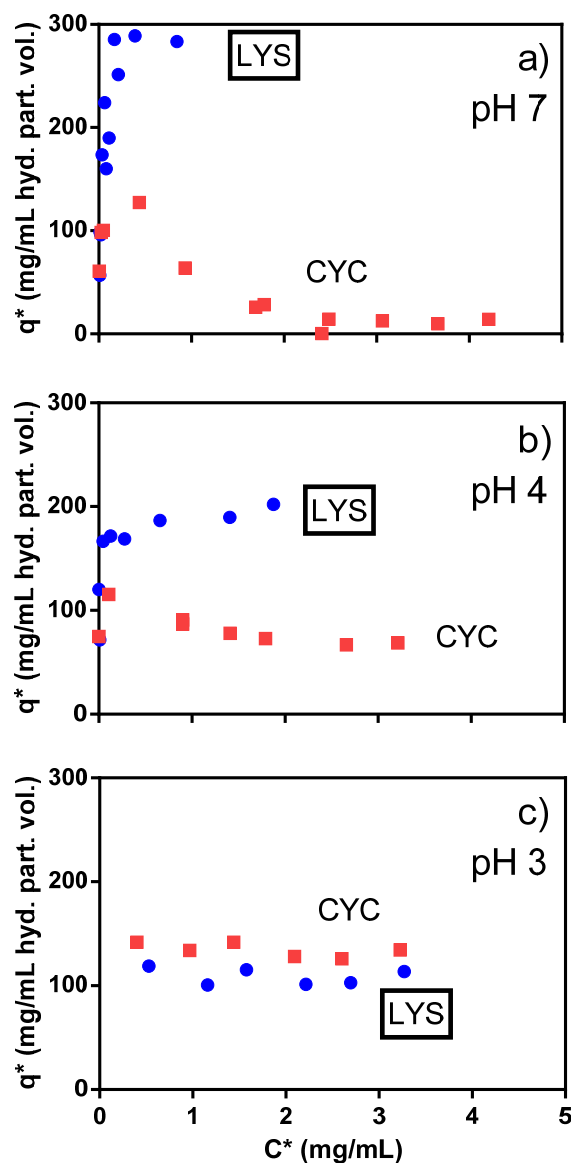 300
LYS
a)
pH 7
200
100
CYC
0
q* (mg/mL hyd. part. vol.)
300
b)
pH 4
LYS
200
100
CYC
0
q* (mg/mL hyd. part. vol.)
300
c)
pH 3
200
CYC
100
LYS
0
q* (mg/mL hyd. part. vol.)
0 1 2 3 4 5
C* (mg/mL)